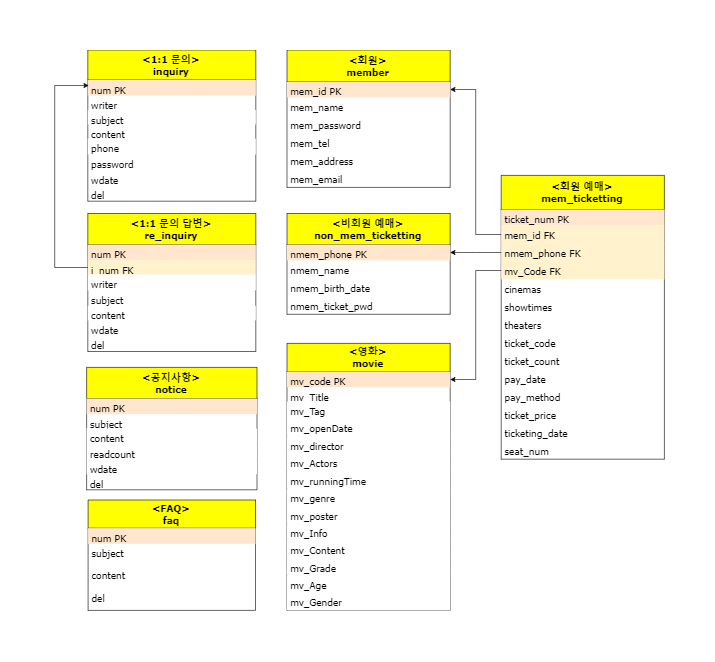 <1:1 문의>
inquiry
num PK
writer
subject
content
phone
password
wdate
del
<1:1 문의 답변>
re_inquiry
num PK
i_num FK
writer
subject
content
wdate
del
<공지사항>
notice
num PK
subject
content
readcount
wdate
del
<FAQ>
faq
num PK
subject
content
del
<회원>
member
mem_id PK
mem_name
mem_password
mem_tel
mem_address
mem_email
<비회원 예매>
non_mem_ticketting
nmem_phone PK
nmem_name
nmem_birth_date
nmem_ticket_pwd
<영화>
movie
mv_code PK
mv_Title
mv_Tag
mv_openDate
mv_director
mv_Actors
mv_runningTime
mv_genre
mv_poster
mv_Info
mv_Content
mv_Grade
mv_Age
mv_Gender
<회원 예매>
mem_ticketting
ticket_num PK
mem_id FK
nmem_phone FK
mv_Code FK
cinemas
showtimes
theaters
ticket_code
ticket_count
pay_date
pay_method
ticket_price
ticketing_date
seat_num